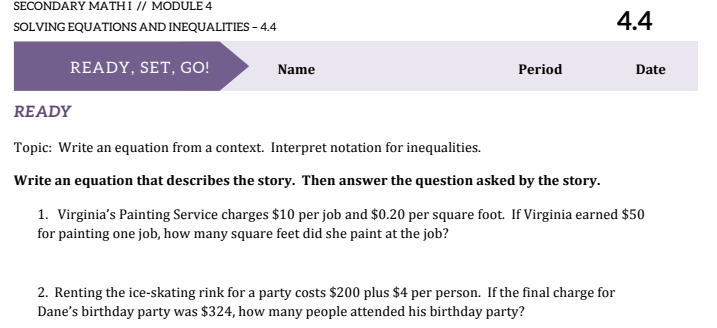 SECONDARY MATH I // MODULE 4
SOLVING EQUATIONS AND INEQUALITIES – 4.4
4.4
READY, SET, GO! Name Period Date
READY
Topic: Write an equation from a context. Interpret notation for inequalities.
Write an equation that describes the story. Then answer the question asked by the story.
1. Virginia's Painting Service charges $10 per job and $0.20 per square foot. If Virginia earned $50
for painting one job, how many square feet did she paint at the job?
2. Renting the ice-skating rink for a party costs $200 plus $4 per person. If the final charge for
Dane's birthday party was $324, how many people attended his birthday party?